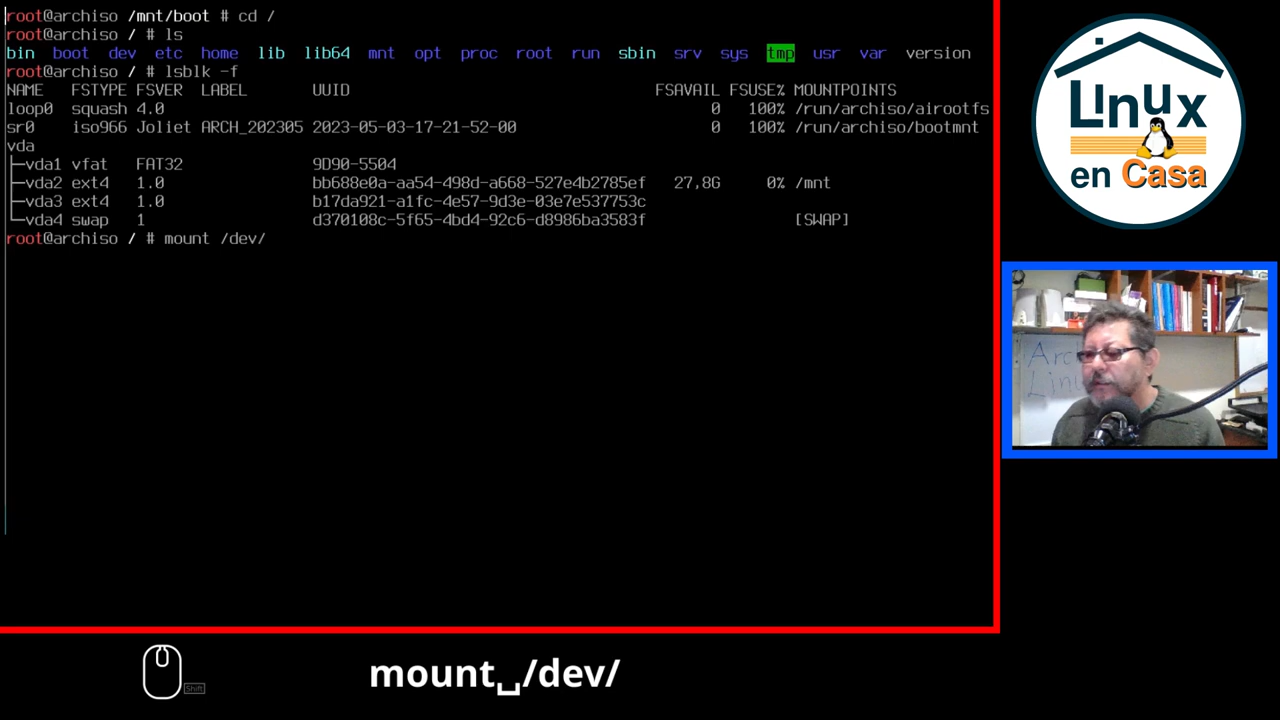 root@archiso /mnt/boot # cd /
root@archiso / # ls
bin boot dev etc home lib lib64 mnt opt proc root run sbin srv sys tmp usr var version
root@archiso / # lsblk -f
NAME FSTYPE FSVER LABEL UUID FSAVAIL FSUSE% MOUNTPOINTS
loop0 squash 4.0 0 100% /run/archiso/airootfs
sr0 iso966 Joliet ARCH_202305 2023-05-03-17-21-52-00 0 100% /run/archiso/bootmnt
vda
├─vda1 vfat FAT32 9D90-5504
├─vda2 ext4 1.0 bb688e0a-aa54-498d-a668-527e4b2785ef 27,8G 0% /mnt
├─vda3 ext4 1.0 b17da921-a1fc-4e57-9d3e-03e7e537753c
└─vda4 swap 1 d370108c-5f65-4bd4-92c6-d8986ba3583f [SWAP]
root@archiso / # mount /dev/
Linux
en Casa
Shift
mount␣/dev/